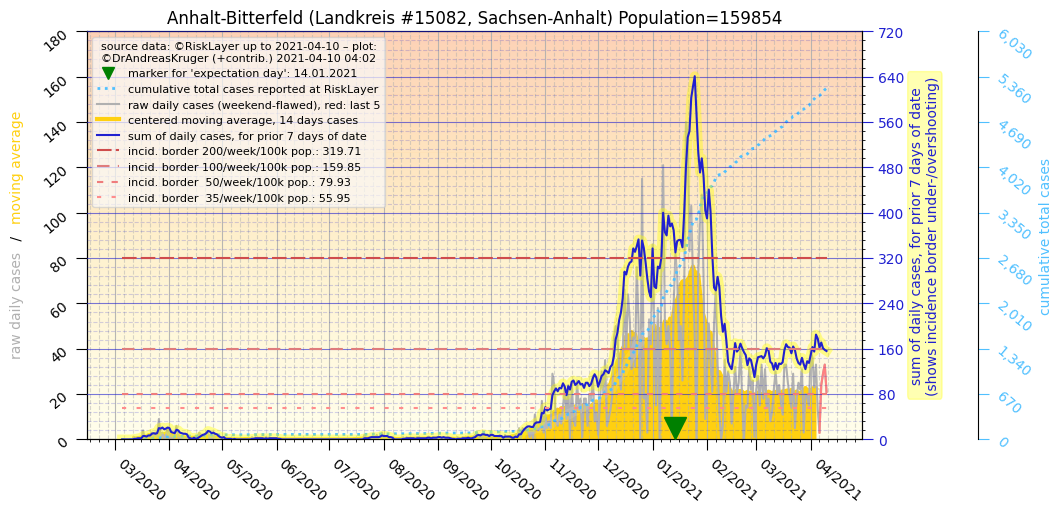 Anhalt-Bitterfeld (Landkreis #15082, Sachsen-Anhalt) Population=159854
source data: ©RiskLayer up to 2021-04-10 – plot:
©DrAndreasKruger (+contrib.) 2021-04-10 04:02
marker for 'expectation day': 14.01.2021
cumulative total cases reported at RiskLayer
raw daily cases (weekend-flawed), red: last 5
centered moving average, 14 days cases
sum of daily cases, for prior 7 days of date
incid. border 200/week/100k pop.: 319.71
incid. border 100/week/100k pop.: 159.85
incid. border 50/week/100k pop.: 79.93
incid. border 35/week/100k pop.: 55.95
raw daily cases / moving average
180
160
140
120
100
80
60
40
20
0
03/2020
04/2020
05/2020
06/2020
07/2020
08/2020
09/2020
10/2020
11/2020
12/2020
01/2021
02/2021
03/2021
04/2021
720
640
560
480
400
320
240
160
80
0
sum of daily cases, for prior 7 days of date
(shows incidence border under-/overshooting)
6,030
5,360
4,690
4,020
3,350
2,680
2,010
1,340
670
0
cumulative total cases